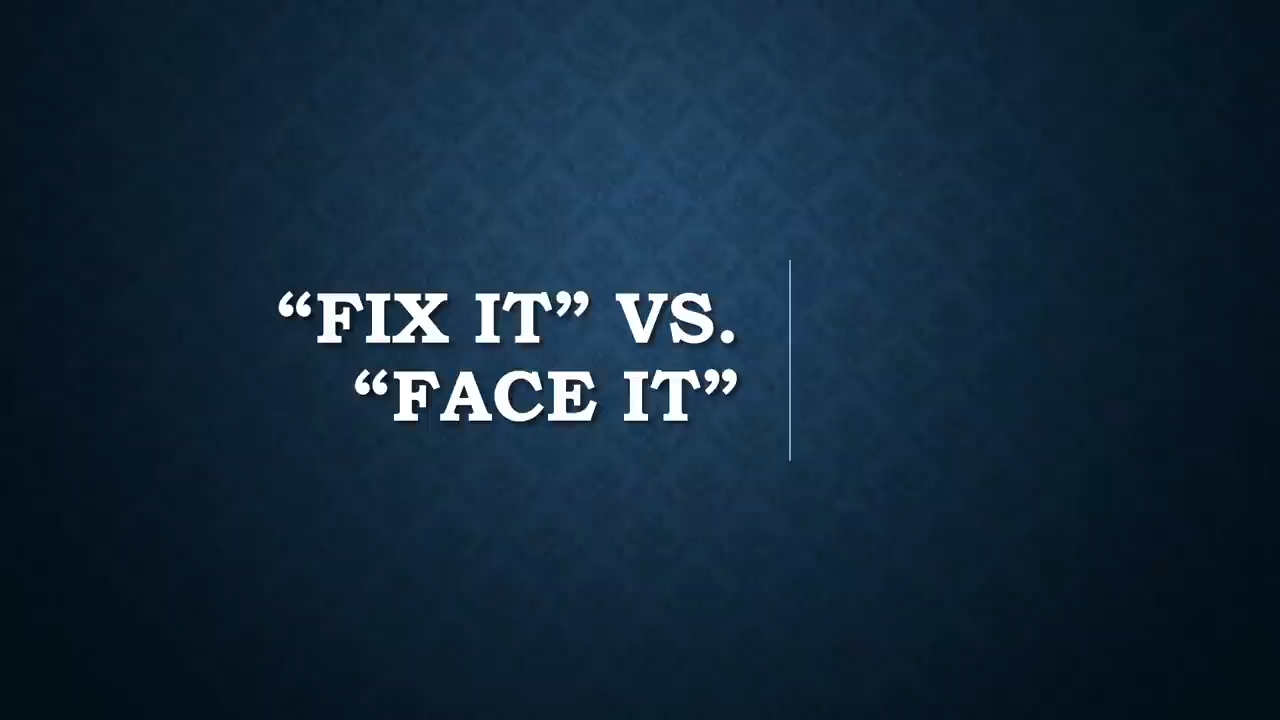 “FIX IT” VS.
“FACE IT”